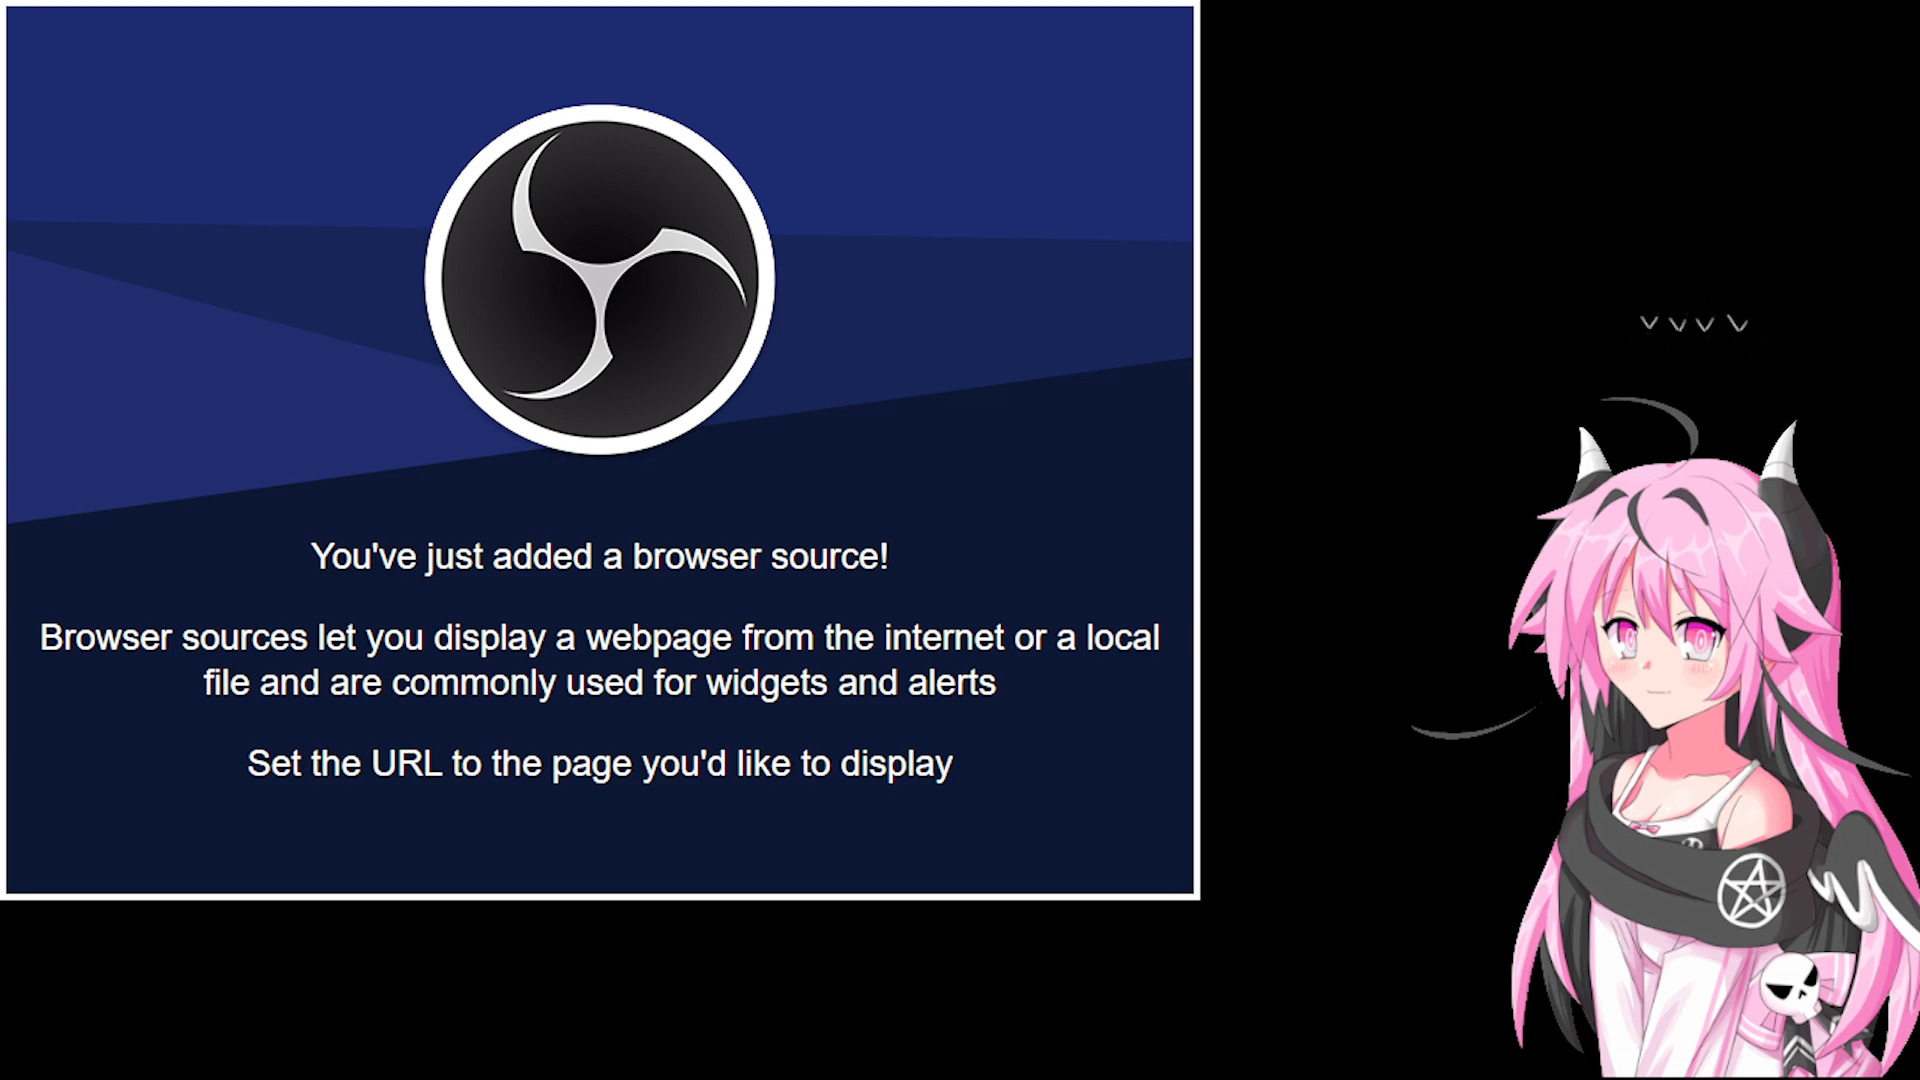 You've just added a browser source!
Browser sources let you display a webpage from the internet or a local
file and are commonly used for widgets and alerts
Set the URL to the page you'd like to display